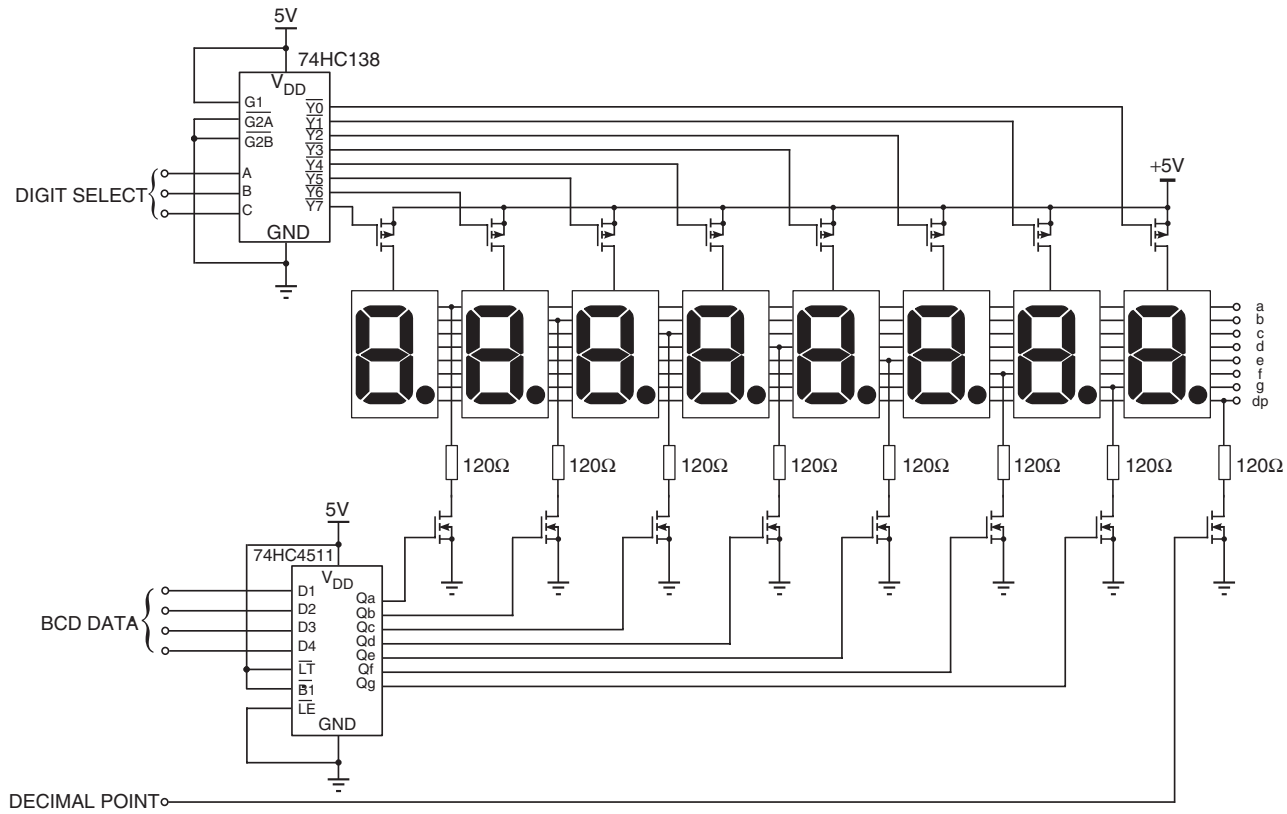 5V
74HC138
VDD
G1
G2A
G2B
A
B
C
GND
Y0
Y1
Y2
Y3
Y4
Y5
Y6
Y7
DIGIT SELECT
+5V
a
b
c
d
e
f
g
dp
120Ω
120Ω
120Ω
120Ω
120Ω
120Ω
120Ω
120Ω
5V
74HC4511
VDD
D1
D2
D3
D4
LT
B1
LE
GND
Qa
Qb
Qc
Qd
Qe
Qf
Qg
BCD DATA
DECIMAL POINT